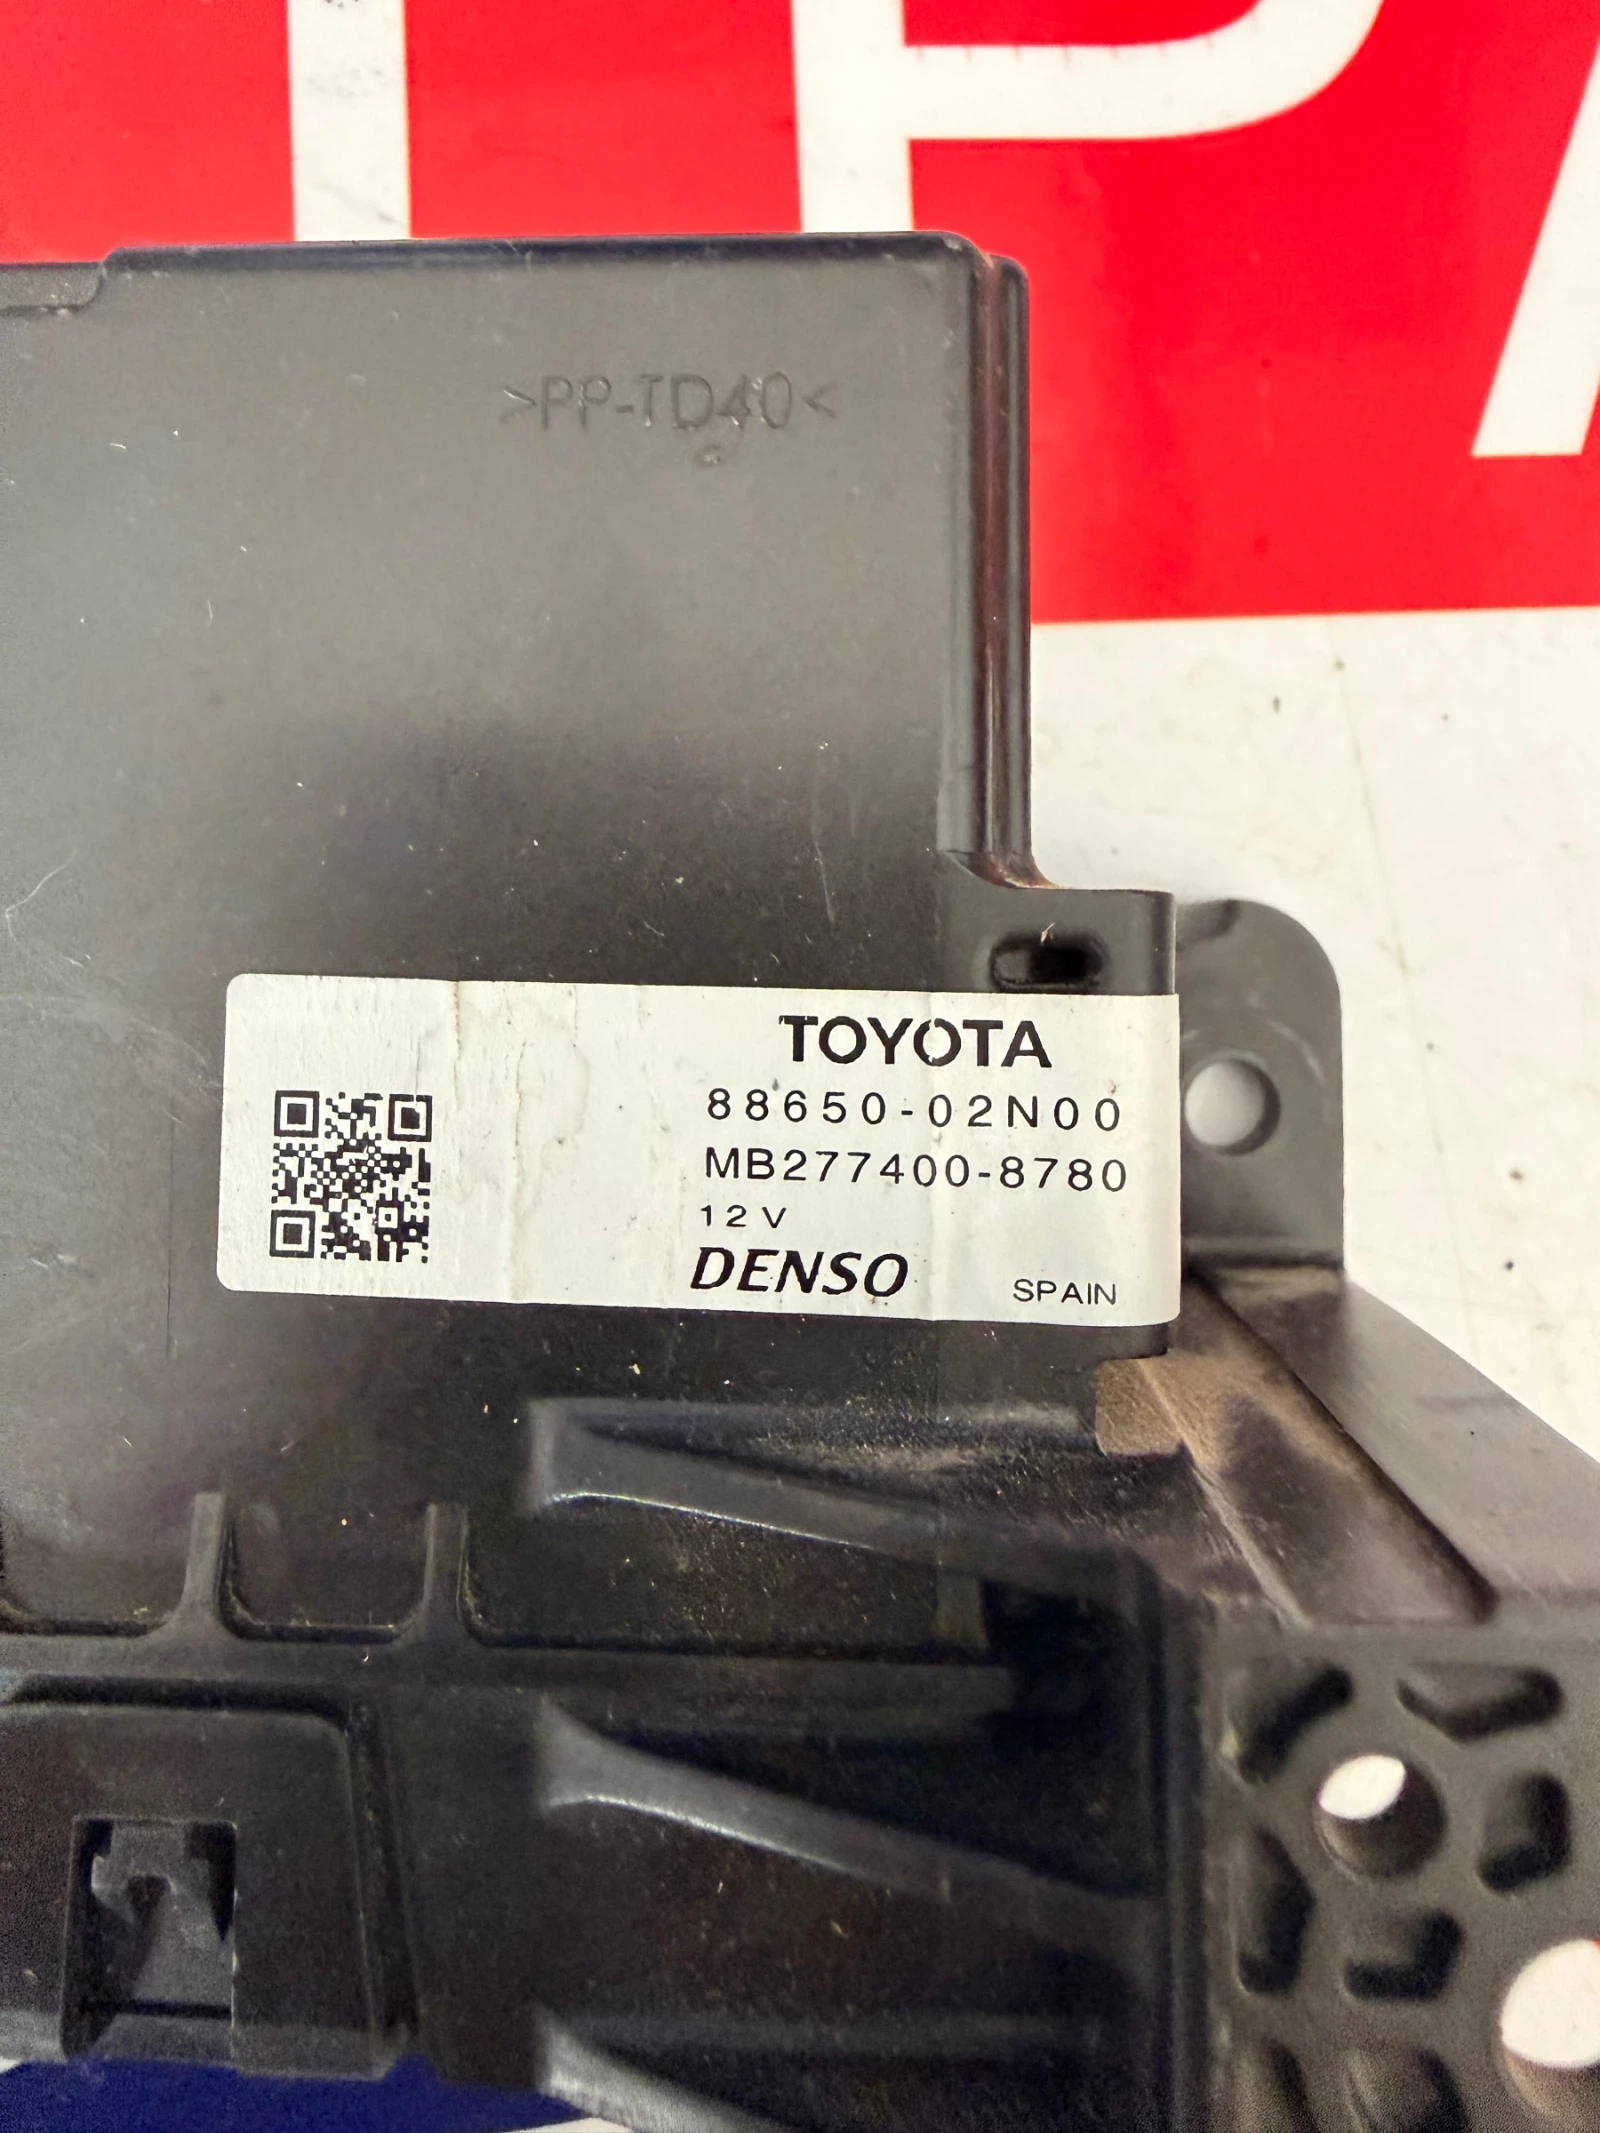 >PP-TD40<
TOYOTA
88650-02N00
MB277400-8780
12V
DENSO SPAIN